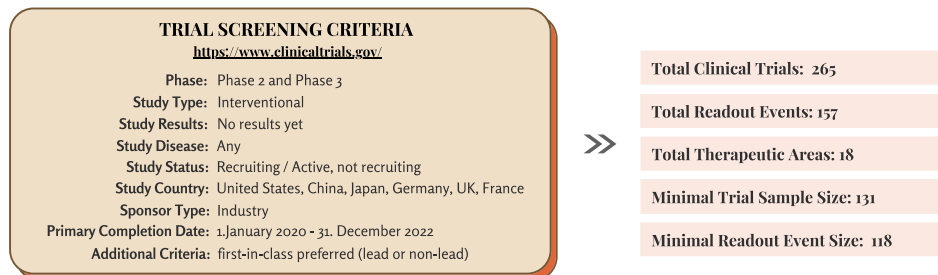 TRIAL SCREENING CRITERIA
https://www.clinicaltrials.gov/
Phase: Phase 2 and Phase 3
Study Type: Interventional
Study Results: No results yet
Study Disease: Any
Study Status: Recruiting / Active, not recruiting
Study Country: United States, China, Japan, Germany, UK, France
Sponsor Type: Industry
Primary Completion Date: 1.January 2020 - 31. December 2022
Additional Criteria: first-in-class preferred (lead or non-lead)
Total Clinical Trials: 265
Total Readout Events: 157
Total Therapeutic Areas: 18
Minimal Trial Sample Size: 131
Minimal Readout Event Size: 118